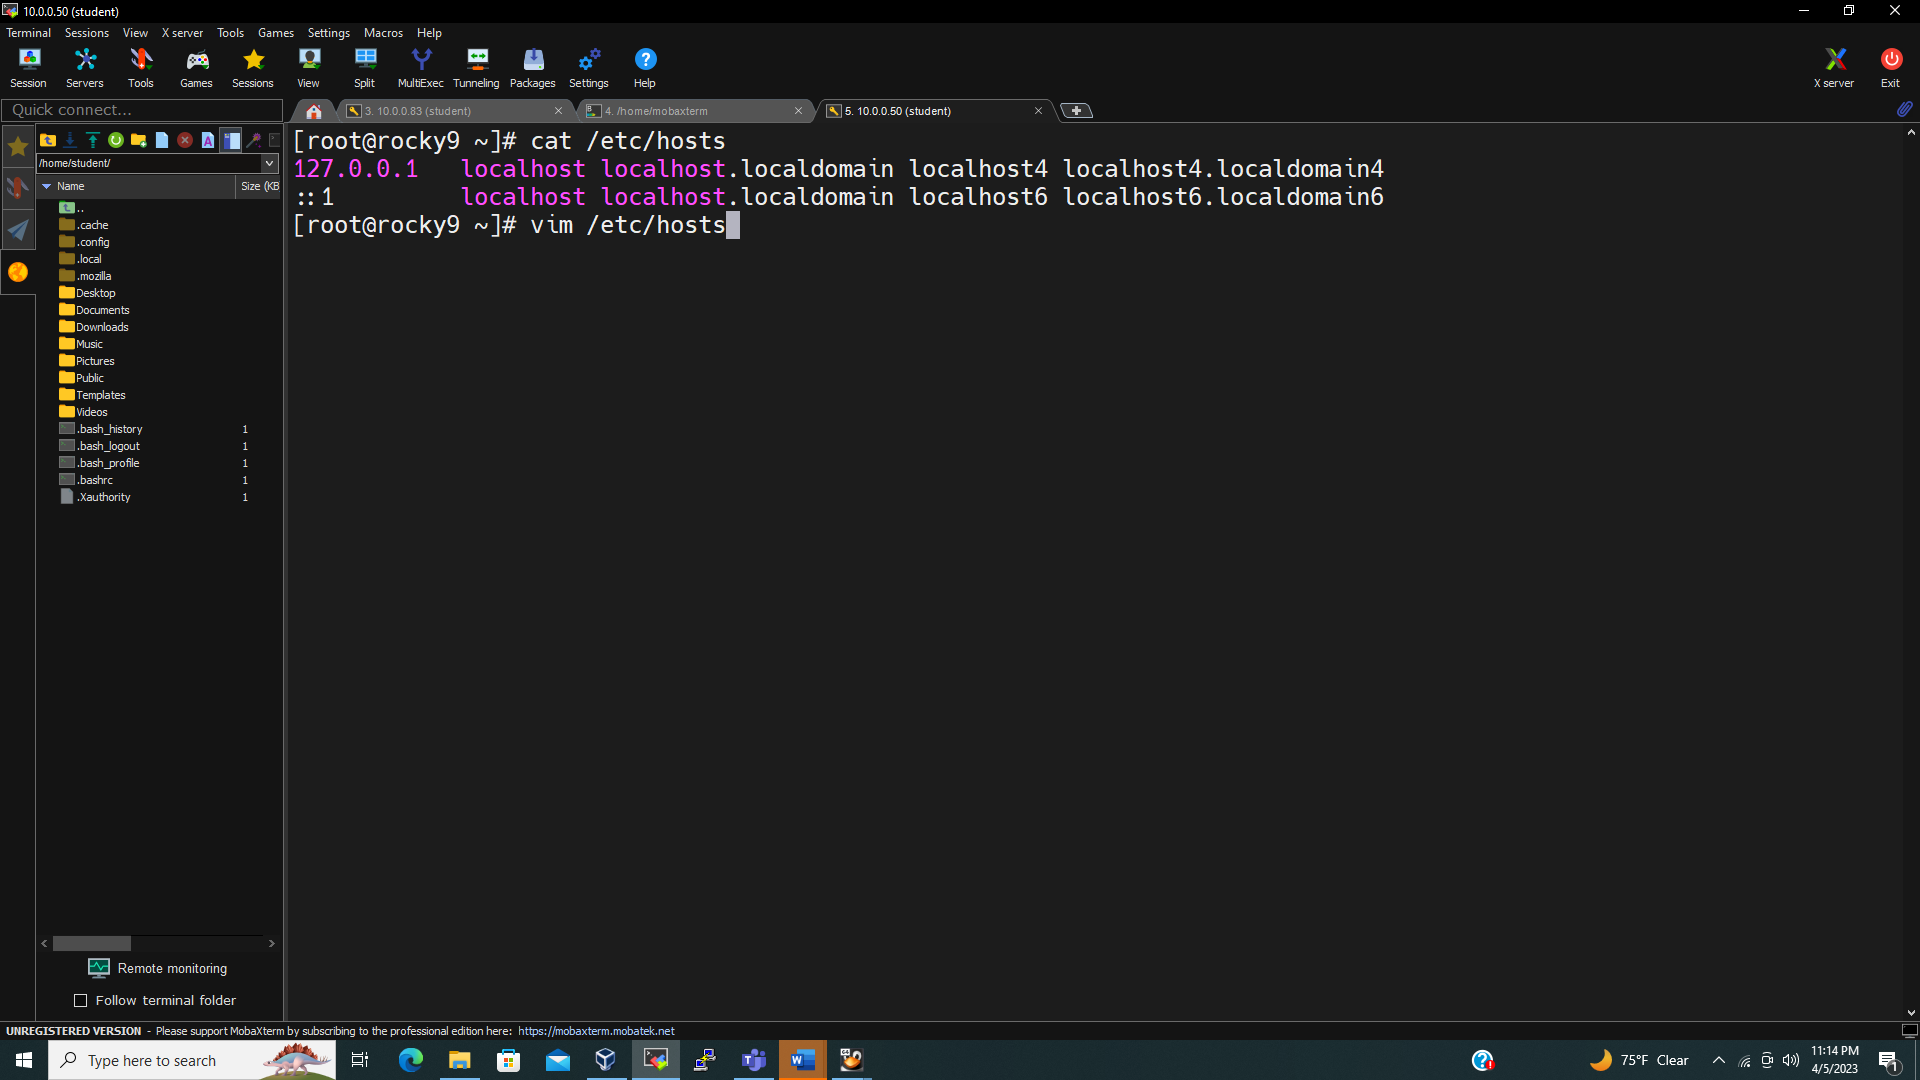 10.0.0.50 (student)
Terminal Sessions View X server Tools Games Settings Macros Help
Session Servers Tools Games Sessions View Split MultiExec Tunneling Packages Settings Help X server Exit
Quick connect...
3. 10.0.0.83 (student)
4. /home/mobaxterm
5. 10.0.0.50 (student)
/home/student/
Name Size (KB
..
.cache
.config
.local
.mozilla
Desktop
Documents
Downloads
Music
Pictures
Public
Templates
Videos
.bash_history 1
.bash_logout 1
.bash_profile 1
.bashrc 1
.Xauthority 1
Remote monitoring
Follow terminal folder
[root@rocky9 ~]# cat /etc/hosts
127.0.0.1   localhost localhost.localdomain localhost4 localhost4.localdomain4
::1         localhost localhost.localdomain localhost6 localhost6.localdomain6
[root@rocky9 ~]# vim /etc/hosts
UNREGISTERED VERSION - Please support MobaXterm by subscribing to the professional edition here: https://mobaxterm.mobatek.net
Type here to search
75°F Clear
11:14 PM
4/5/2023
1